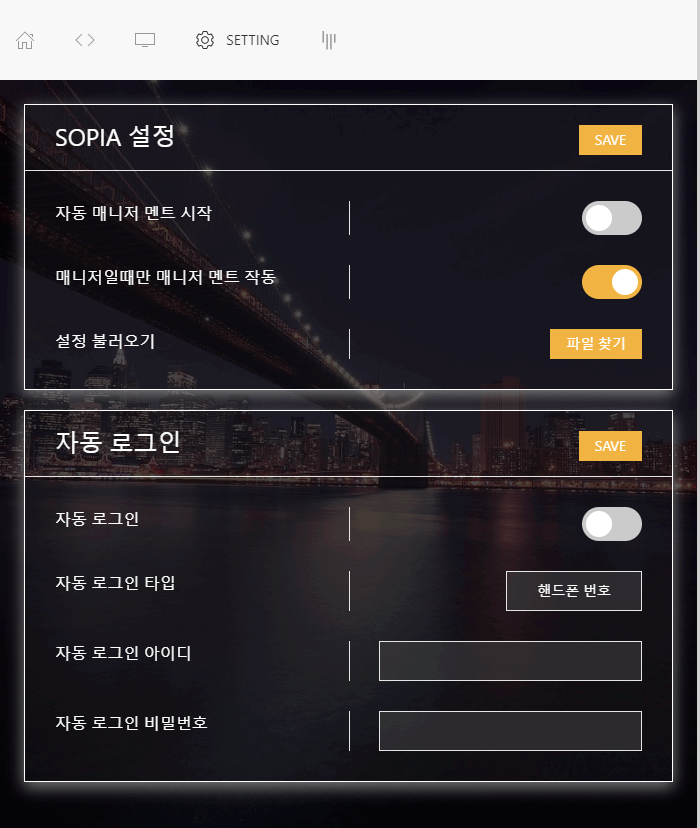 SETTING
SOPIA 설정
SAVE
자동 매니저 멘트 시작
매니저일때만 매니저 멘트 작동
설정 불러오기
파일 찾기
자동 로그인
SAVE
자동 로그인
자동 로그인 타입
핸드폰 번호
자동 로그인 아이디
자동 로그인 비밀번호